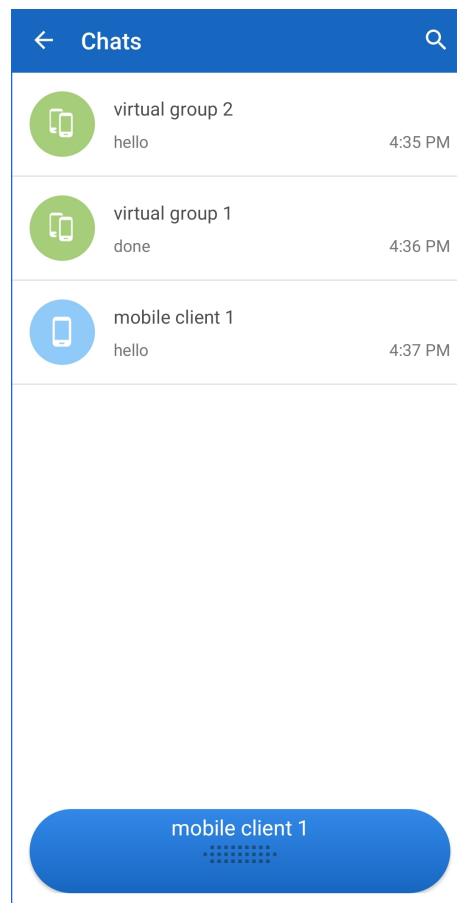 Chats
virtual group 2
hello 4:35 PM
virtual group 1
done 4:36 PM
mobile client 1
hello 4:37 PM
mobile client 1